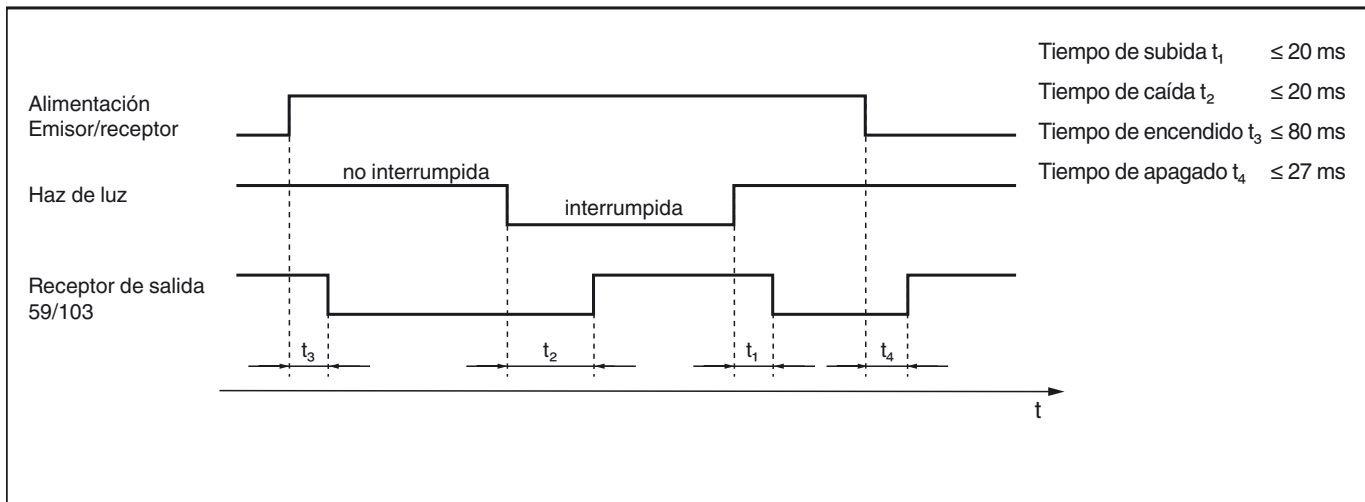 Tiempo de subida t₁ ≤ 20 ms
Tiempo de caída t₂ ≤ 20 ms
Tiempo de encendido t₃ ≤ 80 ms
Tiempo de apagado t₄ ≤ 27 ms
Alimentación
Emisor/receptor
no interrumpida
Haz de luz
interrumpida
Receptor de salida
59/103
t₃ t₂ t₁ t₄
t